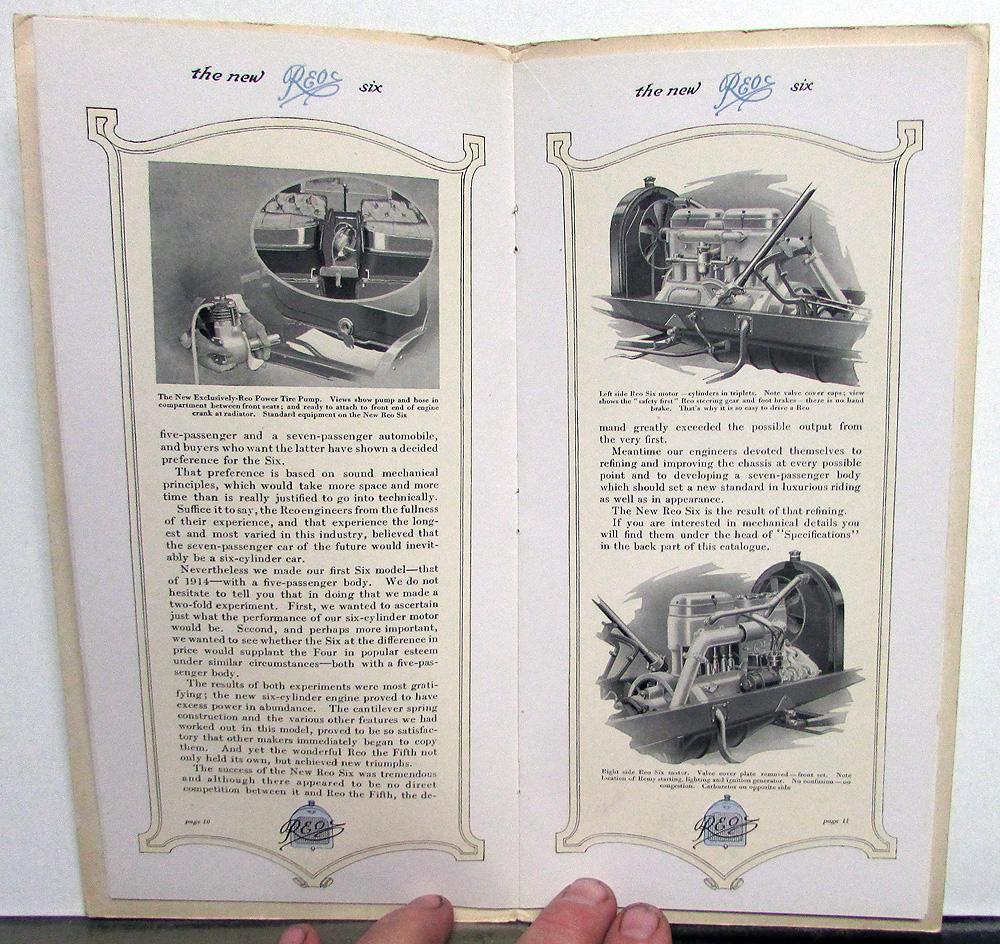 the new REO six
The New Exclusively-Reo Power Tire Pump. Views show pump and hose in
compartment between front seats; and ready to attach to front end of engine
crank at radiator. Standard equipment on the New Reo Six
five-passenger and a seven-passenger automobile,
and buyers who want the latter have shown a decided
preference for the Six.
That preference is based on sound mechanical
principles, which would take more space and more
time than is really justified to go into technically.
Suffice it to say, the Reo engineers from the fullness
of their experience, and that experience the long-
est and most varied in this industry, believed that
the seven-passenger car of the future would inevit-
ably be a six-cylinder car.
Nevertheless we made our first Six model—that
of 1914—with a five-passenger body. We do not
hesitate to tell you that in doing that we made a
two-fold experiment. First, we wanted to ascertain
just what the performance of our six-cylinder motor
would be. Second, and perhaps more important,
we wanted to see whether the Six at the difference in
price would supplant the Four in popular esteem
under similar circumstances—both with a five-pas-
senger body.
The results of both experiments were most grati-
fying; the new six-cylinder engine proved to have
excess power in abundance. The cantilever spring
construction and the various other features we had
worked out in this model, proved to be so satisfac-
tory that other makers immediately began to copy
them. And yet the wonderful Reo the Fifth not
only held its own, but achieved new triumphs.
The success of the New Reo Six was tremendous
and although there appeared to be no direct
competition between it and Reo the Fifth, the de-
page 10
REO
the new REO six
Left side Reo Six motor—cylinders in triplets. Note valve cover caps; view
shows the "safety first" Reo steering gear and foot brakes—there is no hand
brake. That's why it is so easy to drive a Reo
mand greatly exceeded the possible output from
the very first.
Meantime our engineers devoted themselves to
refining and improving the chassis at every possible
point and to developing a seven-passenger body
which should set a new standard in luxurious riding
as well as in appearance.
The New Reo Six is the result of that refining.
If you are interested in mechanical details you
will find them under the head of "Specifications"
in the back part of this catalogue.
Right side Reo Six motor. Valve cover plate removed—front set. Note
location of Remy starting, lighting and ignition generator. No confusion—no
congestion. Carburetor on opposite side
REO
page 11